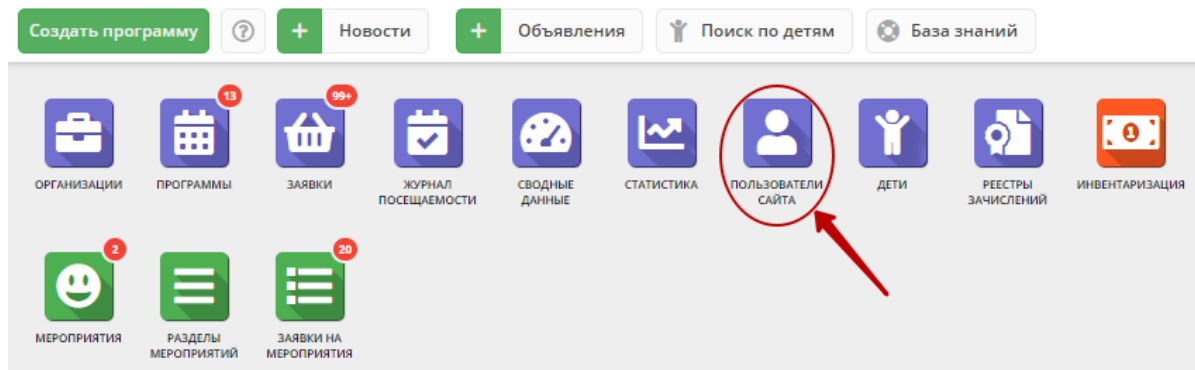 Создать программу ? + Новости + Объявления Поиск по детям База знаний
13 99+
ОРГАНИЗАЦИИ ПРОГРАММЫ ЗАЯВКИ ЖУРНАЛ СВОДНЫЕ СТАТИСТИКА ПОЛЬЗОВАТЕЛИ ДЕТИ РЕЕСТРЫ ИНВЕНТАРИЗАЦИЯ
ПОСЕЩАЕМОСТИ ДАННЫЕ САЙТА ЗАЧИСЛЕНИЙ
2 20
МЕРОПРИЯТИЯ РАЗДЕЛЫ ЗАЯВКИ НА
МЕРОПРИЯТИЙ МЕРОПРИЯТИЯ